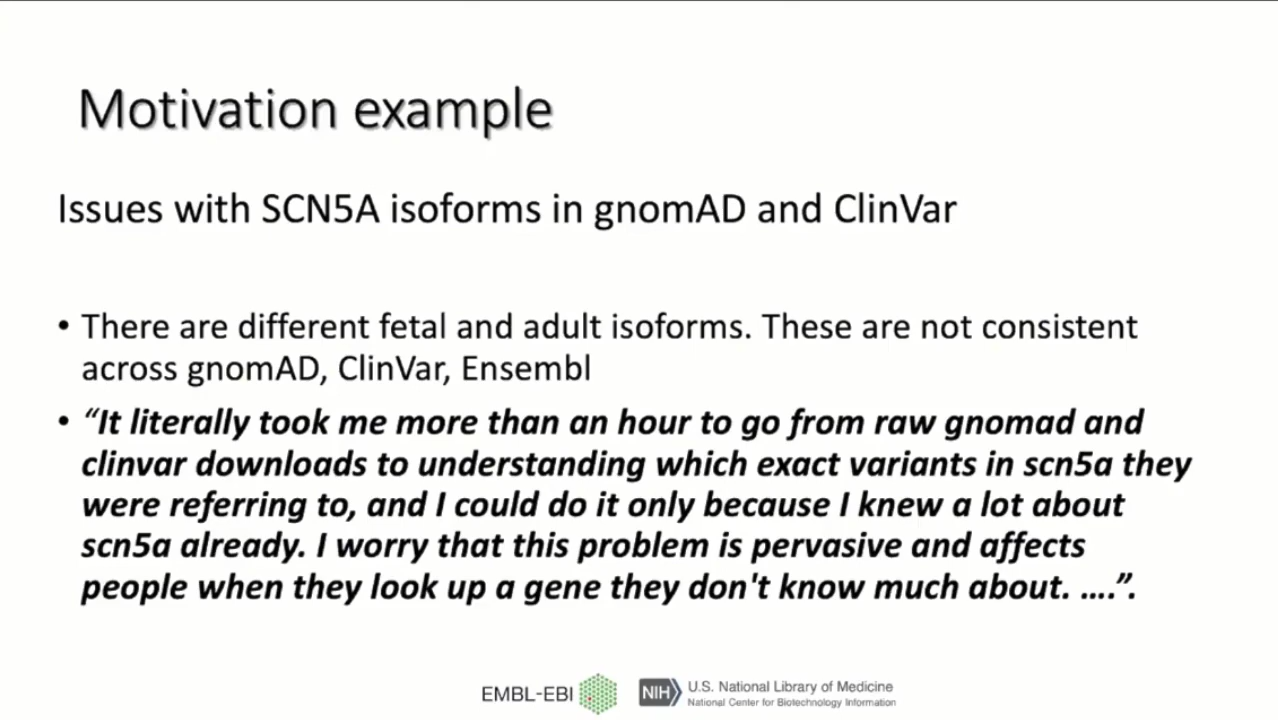 Motivation example
Issues with SCN5A isoforms in gnomAD and ClinVar
• There are different fetal and adult isoforms. These are not consistent
across gnomAD, ClinVar, Ensembl
• “It literally took me more than an hour to go from raw gnomad and
clinvar downloads to understanding which exact variants in scn5a they
were referring to, and I could do it only because I knew a lot about
scn5a already. I worry that this problem is pervasive and affects
people when they look up a gene they don't know much about. ….”.
EMBL-EBI
NIH
U.S. National Library of Medicine
National Center for Biotechnology Information